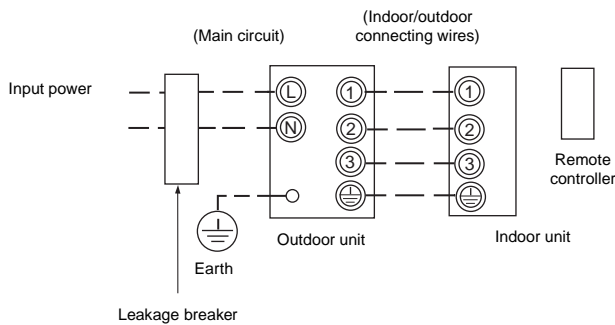 (Main circuit)
(Indoor/outdoor
connecting wires)
Input power
L
N
1
2
3
1
2
3
Remote
controller
Outdoor unit
Indoor unit
Earth
Leakage breaker